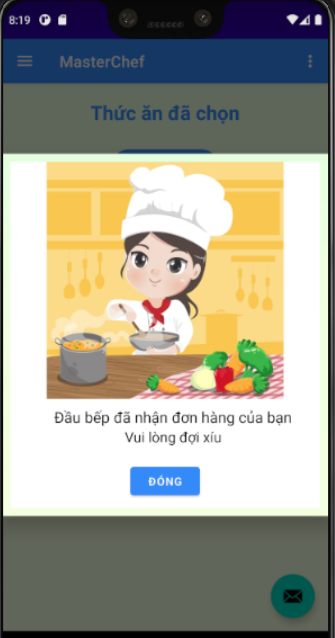 8:19
MasterChef
Thức ăn đã chọn
Đầu bếp đã nhận đơn hàng của bạn
Vui lòng đợi xíu
ĐÓNG